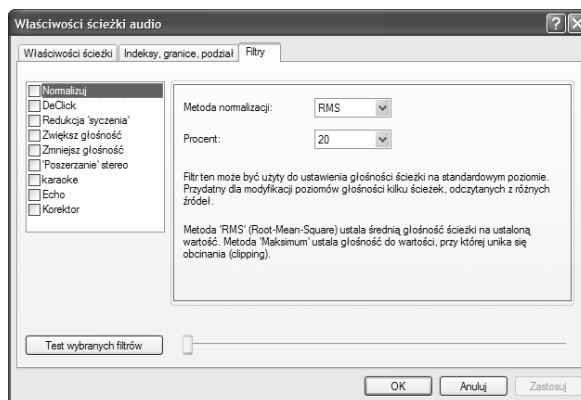 Właściwości ścieżki audio
Właściwości ścieżki Indeksy, granice, podział Filtry
Normalizuj
DeClick
Redukcja 'syczenia'
Zwiększ głośność
Zmniejsz głośność
'Poszerzanie' stereo
karaoke
Echo
Korektor
Metoda normalizacji: RMS
Procent: 20
Filtr ten może być użyty do ustawienia głośności ścieżki na standardowym poziomie.
Przydatny dla modyfikacji poziomów głośności kilku ścieżek, odczytanych z różnych
źródeł.
Metoda 'RMS' (Root-Mean-Square) ustala średnią głośność ścieżki na ustaloną
wartość. Metoda 'Maksimum' ustala głośność do wartości, przy której unika się
obcinania (clipping).
Test wybranych filtrów
OK Anuluj Zastosuj